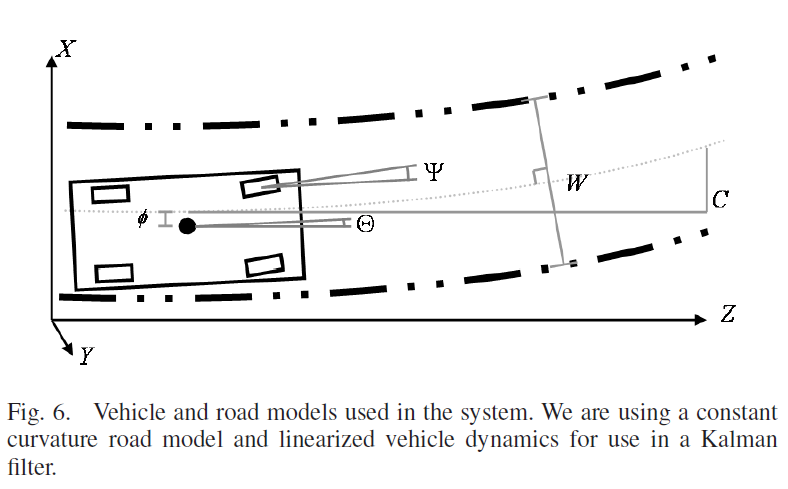 X
Ψ
W
C
ϕ
Θ
Z
Y
Fig. 6. Vehicle and road models used in the system. We are using a constant
curvature road model and linearized vehicle dynamics for use in a Kalman
filter.